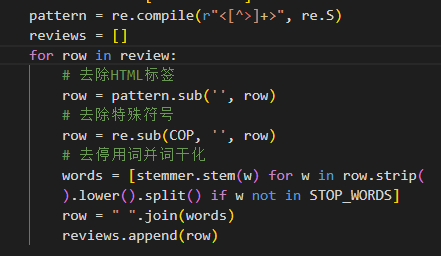 pattern = re.compile(r"<[^>]+>", re.S)
reviews = []
for row in review:
    # 去除HTML标签
    row = pattern.sub('', row)
    # 去除特殊符号
    row = re.sub(COP, '', row)
    # 去停用词并词干化
    words = [stemmer.stem(w) for w in row.strip(
    ).lower().split() if w not in STOP_WORDS]
    row = " ".join(words)
    reviews.append(row)